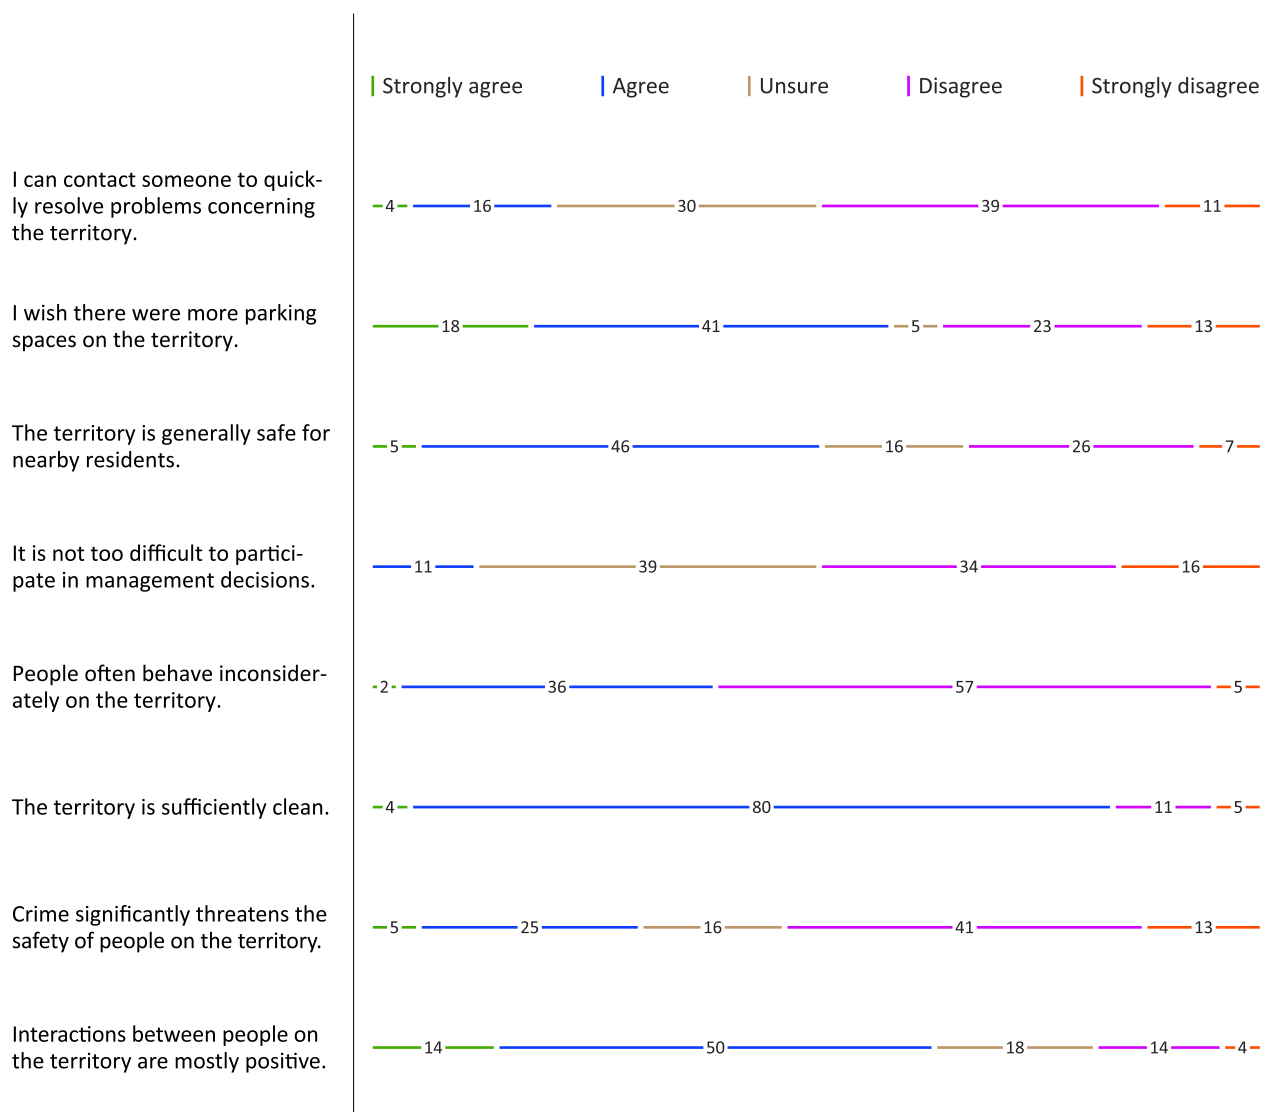 Strongly agree Agree Unsure Disagree Strongly disagree
I can contact someone to quick-
ly resolve problems concerning
the territory.
4 16 30 39 11
I wish there were more parking
spaces on the territory.
18 41 5 23 13
The territory is generally safe for
nearby residents.
5 46 16 26 7
It is not too difficult to partici-
pate in management decisions.
11 39 34 16
People often behave inconsider-
ately on the territory.
2 36 57 5
The territory is sufficiently clean.
4 80 11 5
Crime significantly threatens the
safety of people on the territory.
5 25 16 41 13
Interactions between people on
the territory are mostly positive.
14 50 18 14 4